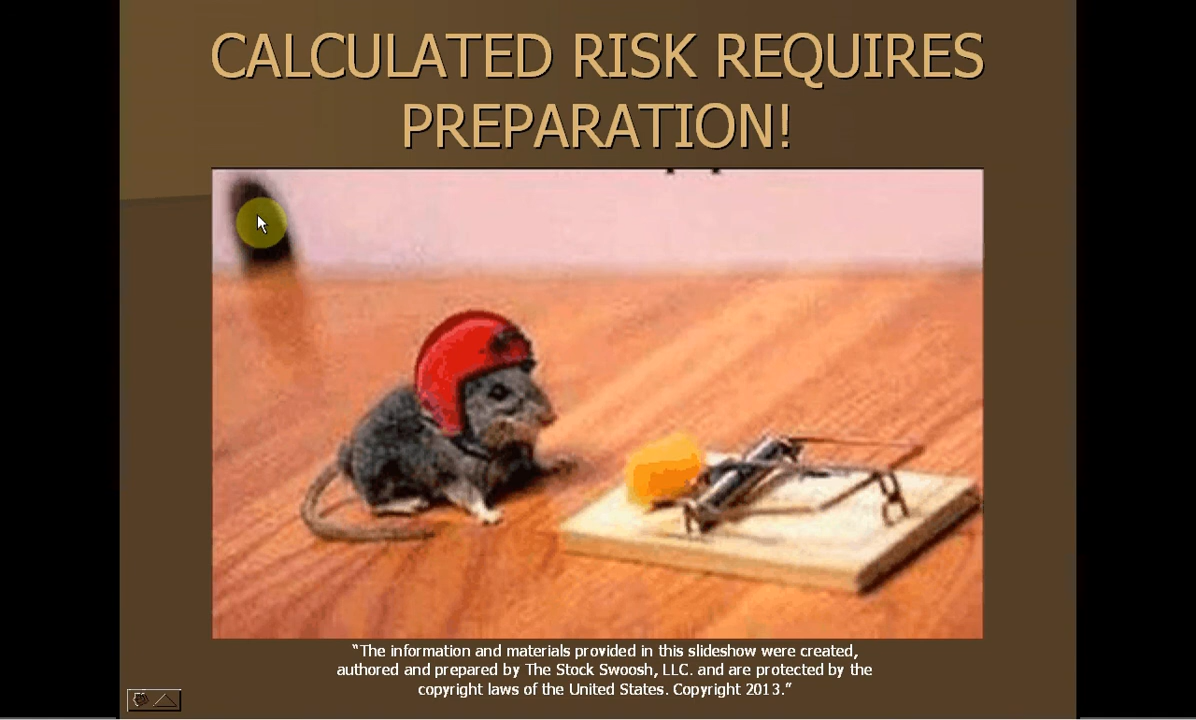 CALCULATED RISK REQUIRES
PREPARATION!
“The information and materials provided in this slideshow were created,
authored and prepared by The Stock Swoosh, LLC. and are protected by the
copyright laws of the United States. Copyright 2013.”